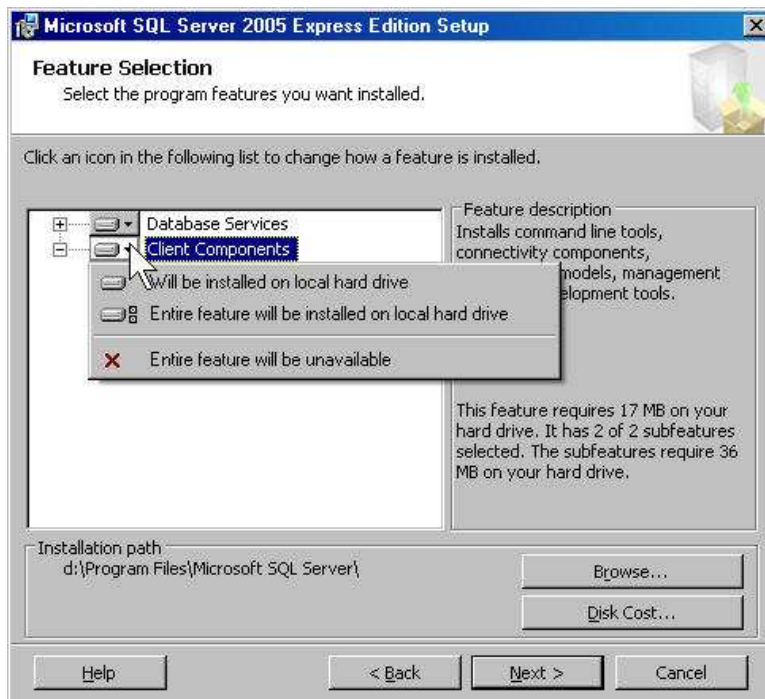 Microsoft SQL Server 2005 Express Edition Setup
Feature Selection
Select the program features you want installed.
Click an icon in the following list to change how a feature is installed.
Database Services
Client Components
Will be installed on local hard drive
Entire feature will be installed on local hard drive
Entire feature will be unavailable
Feature description
Installs command line tools,
connectivity components,
models, management
tools.
This feature requires 17 MB on your
hard drive. It has 2 of 2 subfeatures
selected. The subfeatures require 36
MB on your hard drive.
Installation path
d:\Program Files\Microsoft SQL Server\
Browse...
Disk Cost...
Help
< Back
Next >
Cancel